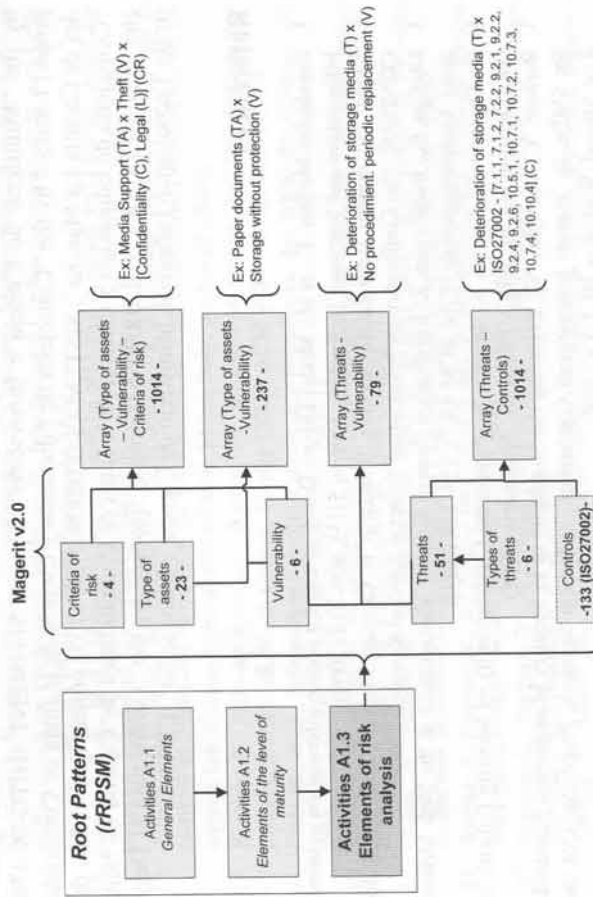 Root Patterns
(rRPSM)
Activities A1.1
General Elements
Activities A1.2
Elements of the level of
maturity
Activities A1.3
Elements of risk
analysis
Magerit v2.0
Criteria of
risk
- 4 -
Type of
assets
- 23 -
Vulnerability
- 6 -
Threats
- 51 -
Types of
threats
- 6 -
Controls
-133 (ISO27002)-
Array (Type of assets
– Vulnerability –
Criteria of risk)
- 1014 -
Array (Type of assets
-Vulnerability)
- 237 -
Array (Threats -
Vulnerability)
- 79 -
Array (Threats –
Controls)
- 1014 -
Ex: Media Support (TA) x Theft (V) x
[Confidentiality (C), Legal (L)] (CR)
Ex: Paper documents (TA) x
Storage without protection (V)
Ex: Deterioration of storage media (T) x
No procediment. periodic replacement (V)
Ex: Deterioration of storage media (T) x
ISO27002 - [7.1.1, 7.1.2, 7.2.2, 9.2.1, 9.2.2,
9.2.4, 9.2.6, 10.5.1, 10.7.1, 10.7.2, 10.7.3,
10.7.4, 10.10.4] (C)